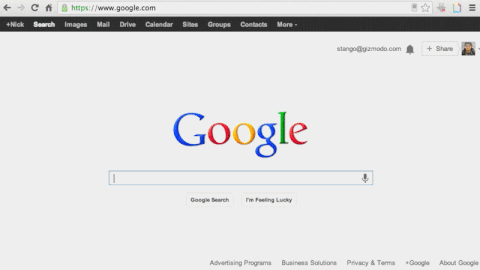 https://www.google.com
+Nick Search Images Mail Drive Calendar Sites Groups Contacts More
stango@gizmodo.com + Share
Google
Google Search I'm Feeling Lucky
Advertising Programs Business Solutions Privacy & Terms +Google About Google